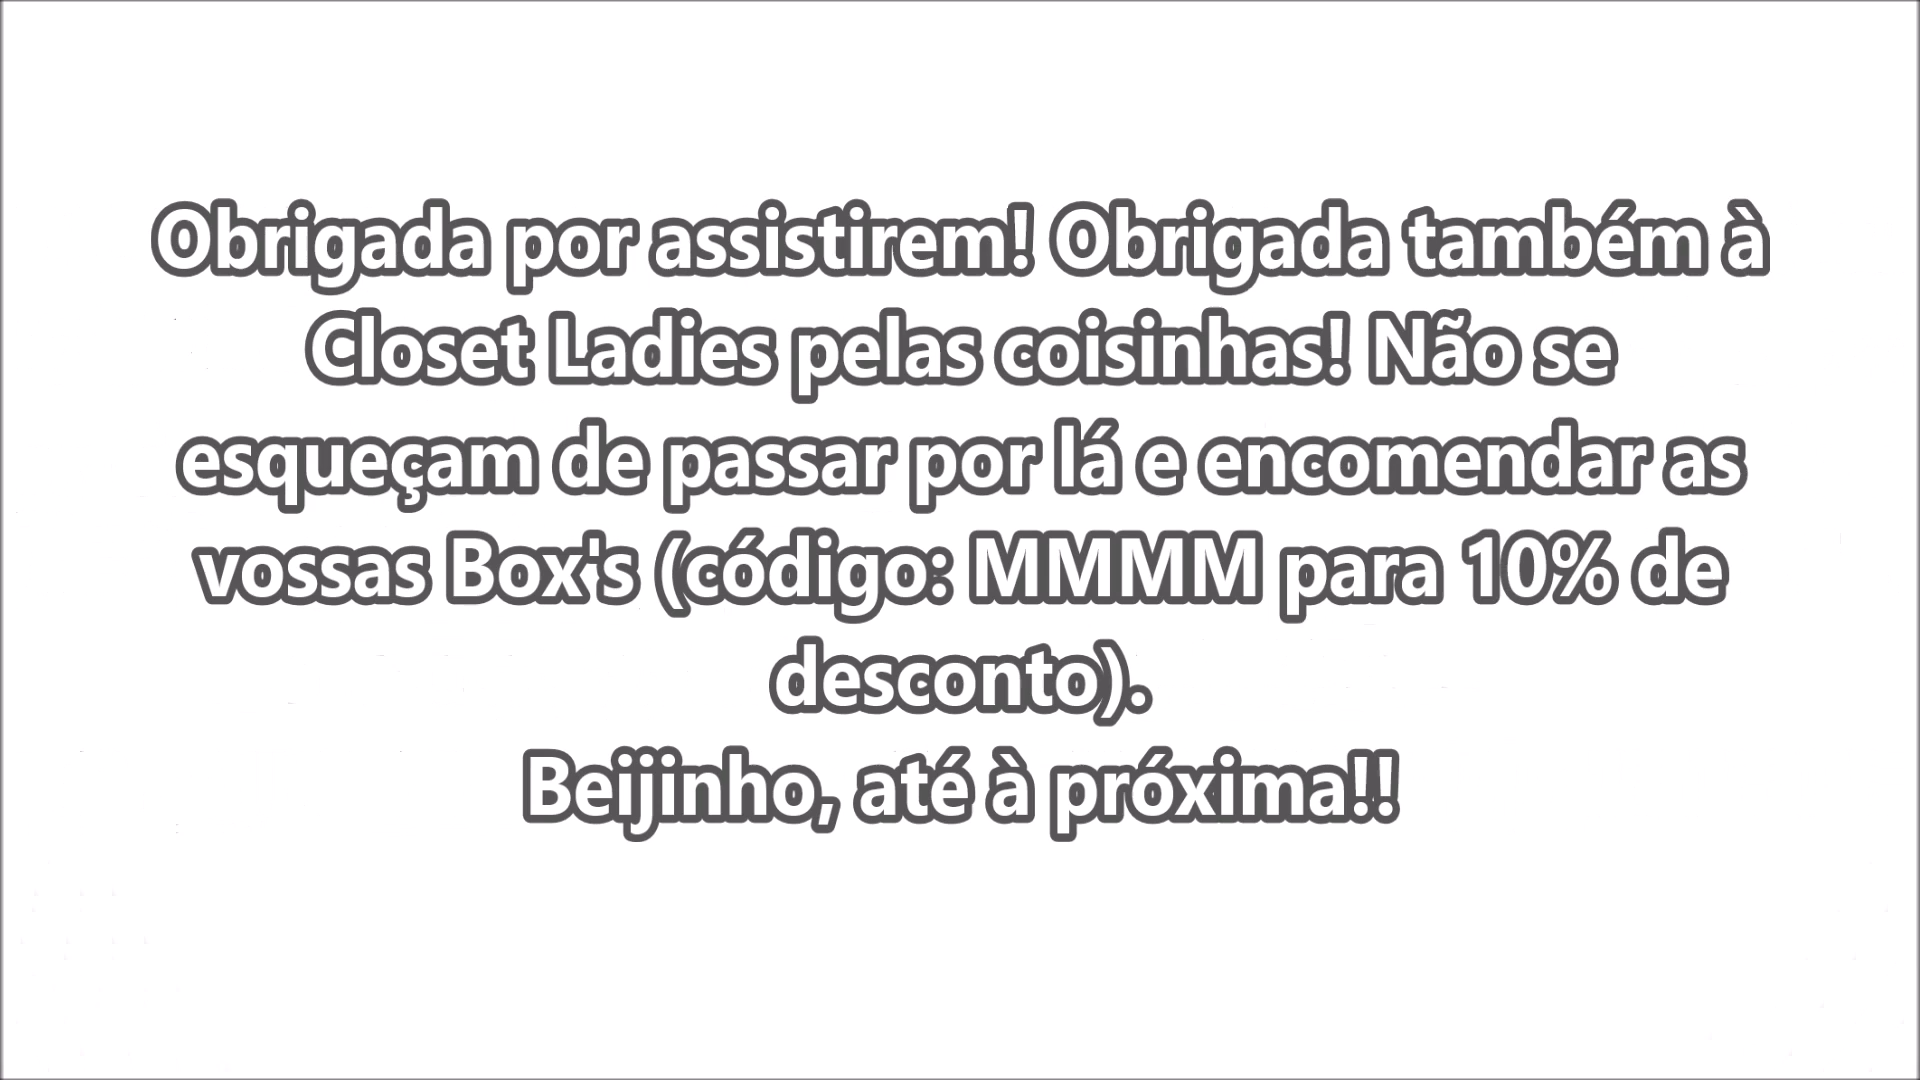 Obrigada por assistirem! Obrigada também à
Closet Ladies pelas coisinhas! Não se
esqueçam de passar por lá e encomendar as
vossas Box's (código: MMMM para 10% de
desconto).
Beijinho, até à próxima!!